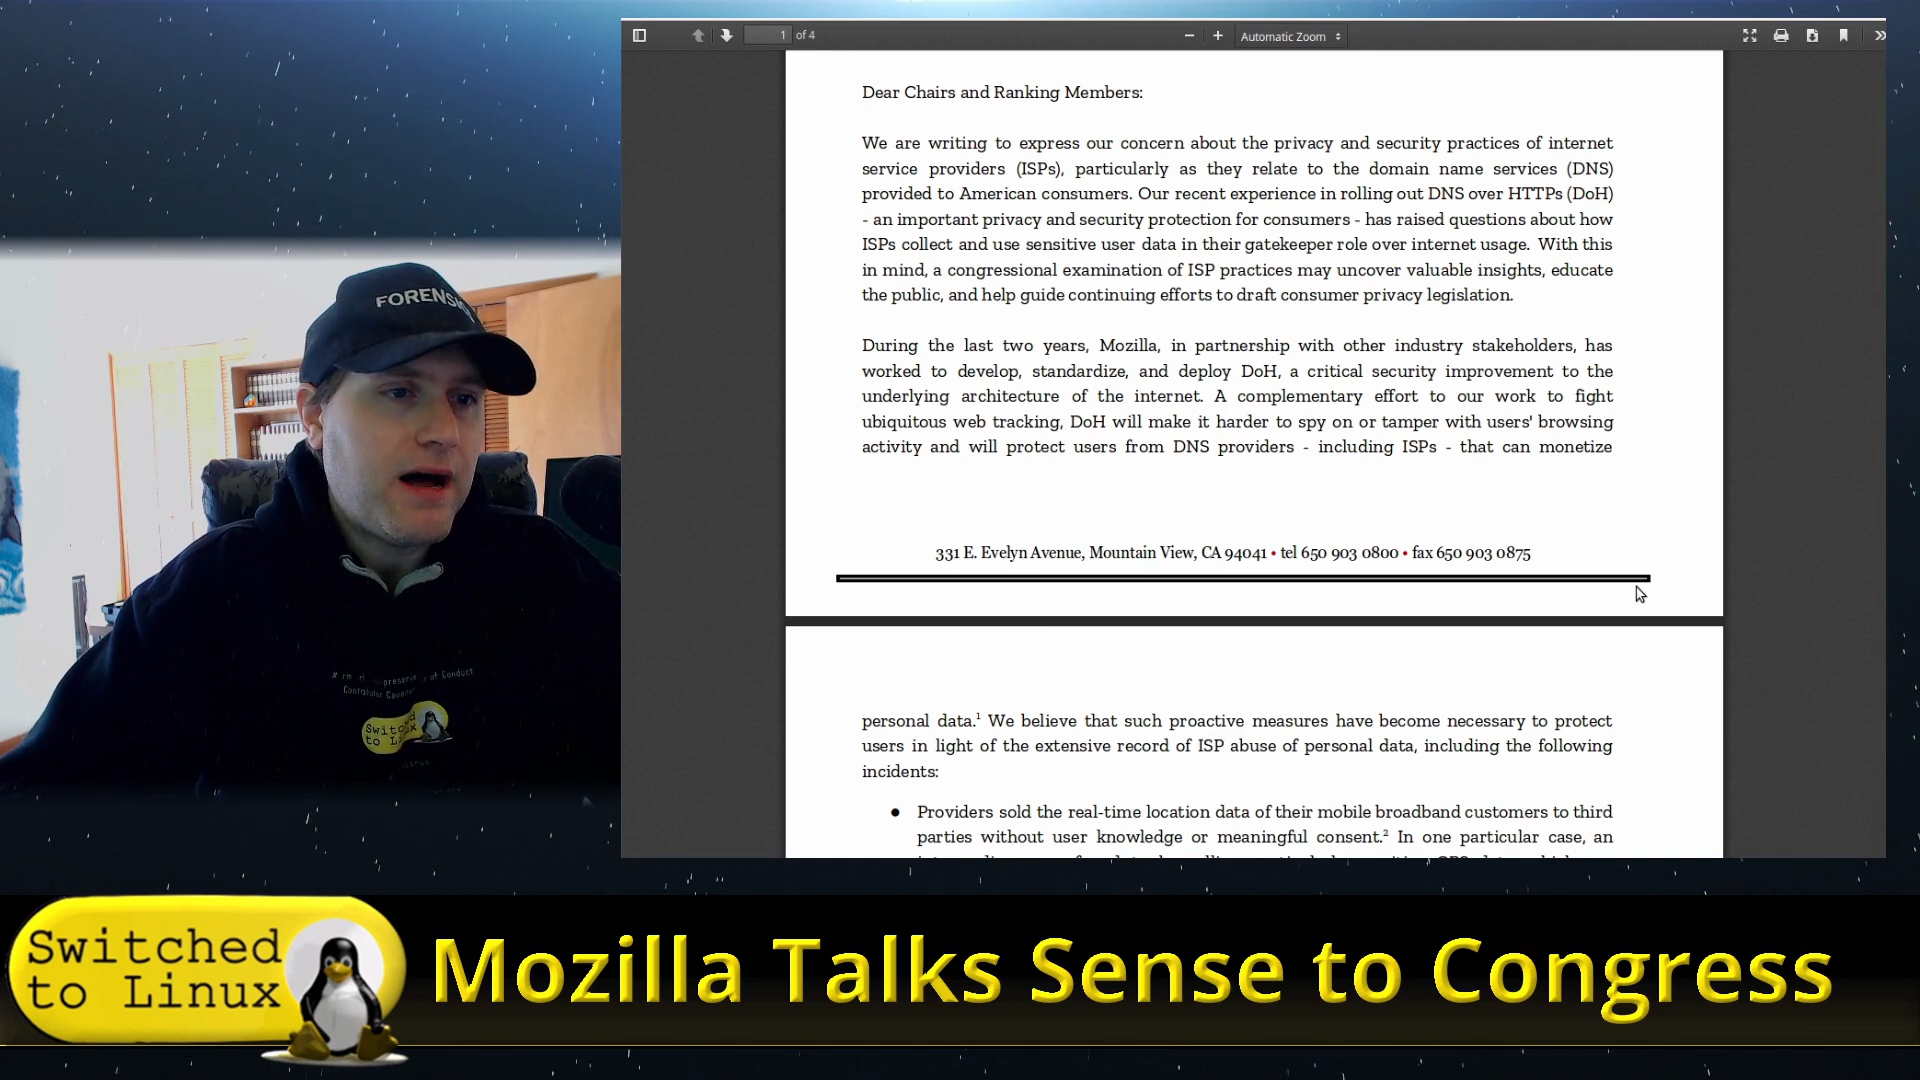 1 of 4
Automatic Zoom
Dear Chairs and Ranking Members:
We are writing to express our concern about the privacy and security practices of internet
service providers (ISPs), particularly as they relate to the domain name services (DNS)
provided to American consumers. Our recent experience in rolling out DNS over HTTPs (DoH)
- an important privacy and security protection for consumers - has raised questions about how
ISPs collect and use sensitive user data in their gatekeeper role over internet usage. With this
in mind, a congressional examination of ISP practices may uncover valuable insights, educate
the public, and help guide continuing efforts to draft consumer privacy legislation.
During the last two years, Mozilla, in partnership with other industry stakeholders, has
worked to develop, standardize, and deploy DoH, a critical security improvement to the
underlying architecture of the internet. A complementary effort to our work to fight
ubiquitous web tracking, DoH will make it harder to spy on or tamper with users' browsing
activity and will protect users from DNS providers - including ISPs - that can monetize
331 E. Evelyn Avenue, Mountain View, CA 94041 • tel 650 903 0800 • fax 650 903 0875
personal data.¹ We believe that such proactive measures have become necessary to protect
users in light of the extensive record of ISP abuse of personal data, including the following
incidents:
● Providers sold the real-time location data of their mobile broadband customers to third
parties without user knowledge or meaningful consent.² In one particular case, an
FORENS
of Conduct
Switc
to L
Switched
to Linux
Mozilla Talks Sense to Congress